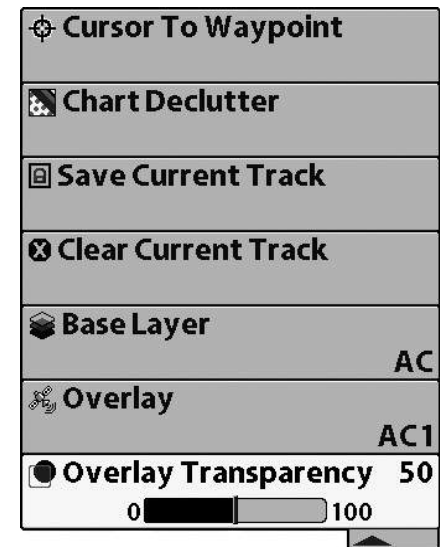 Cursor To Waypoint
Chart Declutter
Save Current Track
Clear Current Track
Base Layer
AC
Overlay
AC1
Overlay Transparency 50
0 100